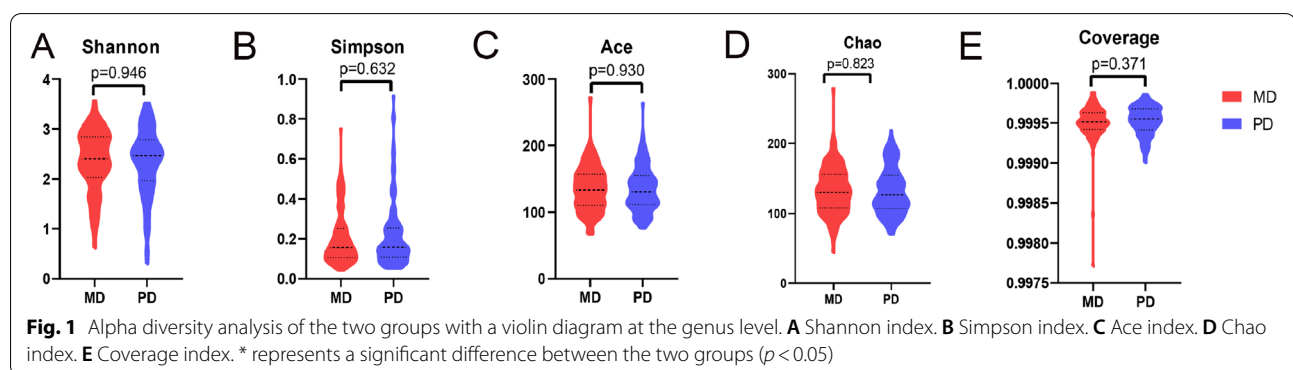 A Shannon
p=0.946
4
3
2
1
0
MD PD
B Simpson
p=0.632
1.0
0.8
0.6
0.4
0.2
0.0
MD PD
C Ace
p=0.930
300
200
100
0
MD PD
D Chao
p=0.823
300
200
100
0
MD PD
E Coverage
p=0.371
1.0000
0.9995
0.9990
0.9985
0.9980
0.9975
MD PD
MD
PD
Fig. 1 Alpha diversity analysis of the two groups with a violin diagram at the genus level. A Shannon index. B Simpson index. C Ace index. D Chao
index. E Coverage index. * represents a significant difference between the two groups (p < 0.05)